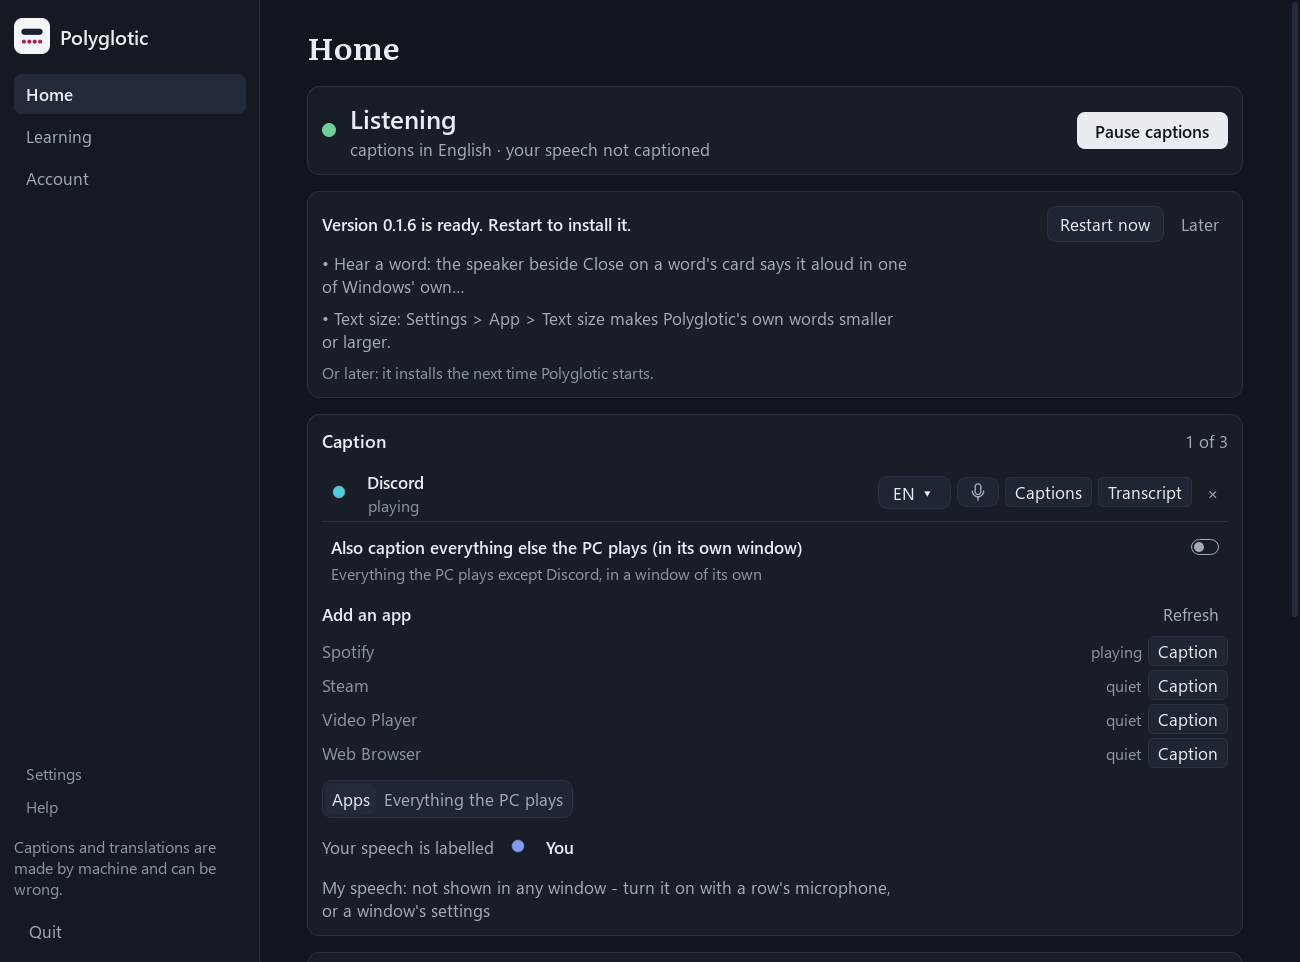 Polyglotic
Home
Learning
Account
Settings
Help
Captions and translations are
made by machine and can be
wrong.
Quit
Home
Listening
captions in English · your speech not captioned
Pause captions
Version 0.1.6 is ready. Restart to install it.
Restart now
Later
• Hear a word: the speaker beside Close on a word's card says it aloud in one
of Windows' own…
• Text size: Settings > App > Text size makes Polyglotic's own words smaller
or larger.
Or later: it installs the next time Polyglotic starts.
Caption
1 of 3
Discord
playing
EN ▾
Captions
Transcript
×
Also caption everything else the PC plays (in its own window)
Everything the PC plays except Discord, in a window of its own
Add an app
Refresh
Spotify
playing
Caption
Steam
quiet
Caption
Video Player
quiet
Caption
Web Browser
quiet
Caption
Apps
Everything the PC plays
Your speech is labelled
You
My speech: not shown in any window - turn it on with a row's microphone,
or a window's settings